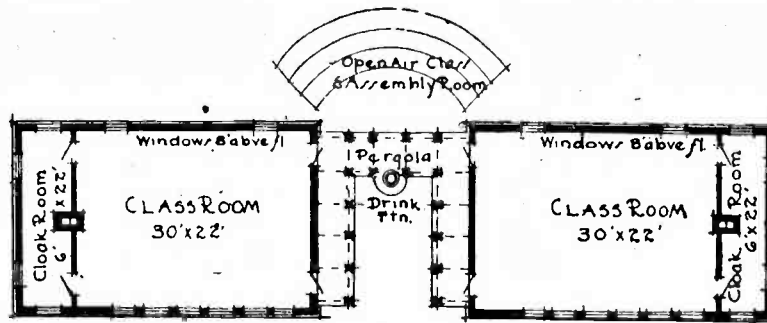 Open Air Class
& Assembly Room
Windows 8' above fl
Pergola
Windows 8' above fl.
Cloak Room
6' x 22'
CLASS ROOM
30' x 22'
Drink
Ftn.
CLASS ROOM
30' x 22'
Cloak Room
6' x 22'